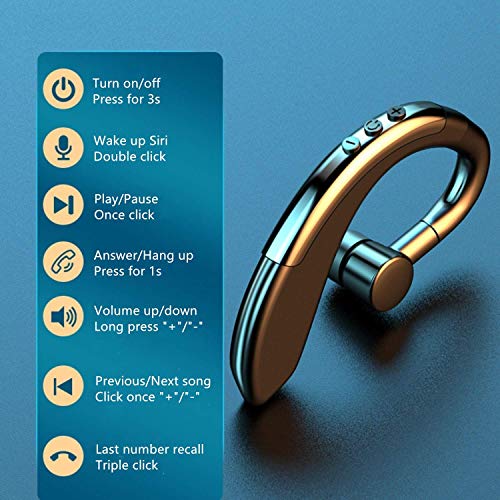 Turn on/off
Press for 3s
Wake up Siri
Double click
Play/Pause
Once click
Answer/Hang up
Press for 1s
Volume up/down
Long press "+"/"-"
Previous/Next song
Click once "+"/"-"
Last number recall
Triple click